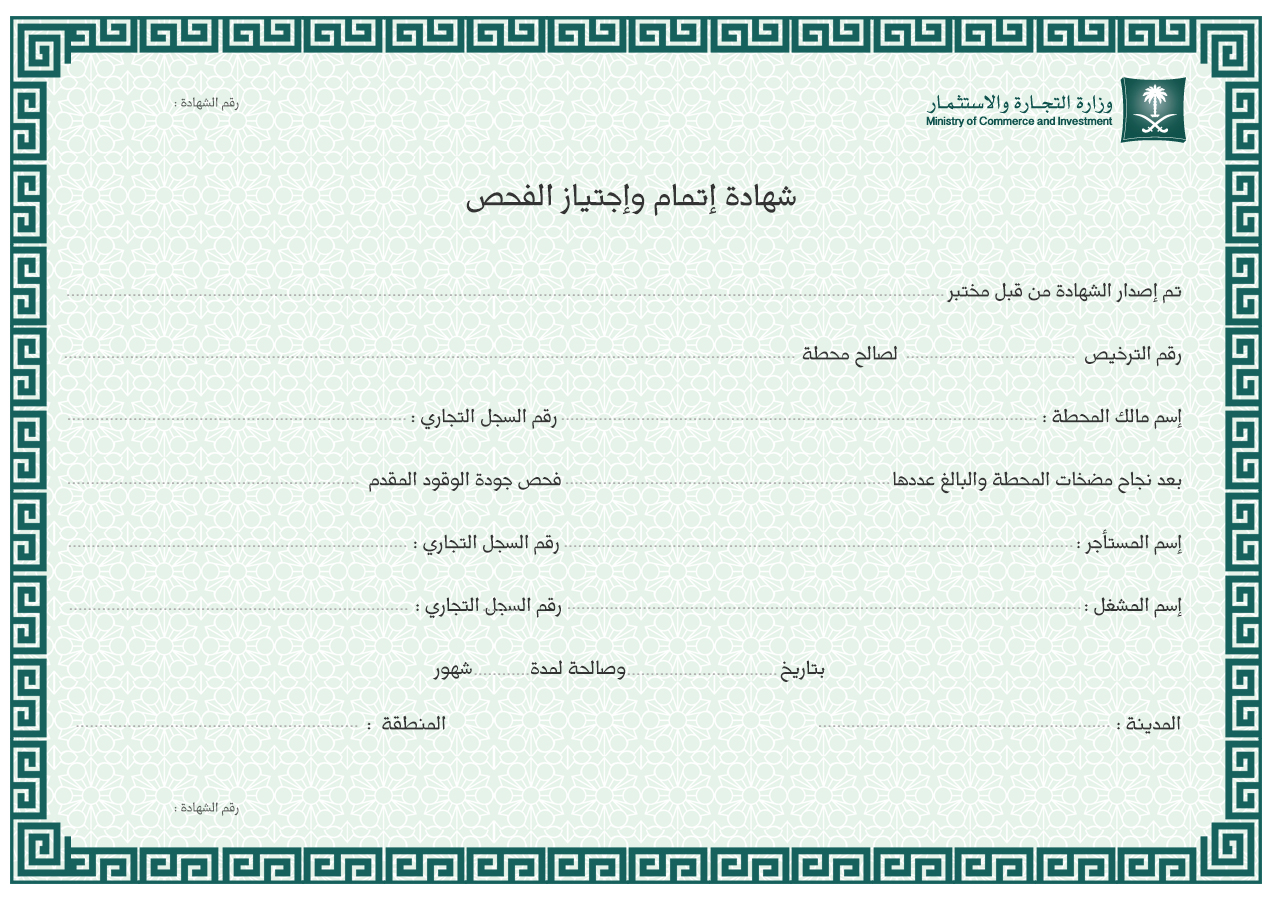 وزارة التجـارة والاستثمـار
Ministry of Commerce and Investment
رقم الشهادة :
شهادة إتمام وإجتياز الفحص
تم إصدار الشهادة من قبل مختبر
رقم الترخيص لصالح محطة
إسم مالك المحطة : رقم السجل التجاري :
بعد نجاح مضخات المحطة والبالغ عددها فحص جودة الوقود المقدم
إسم المستأجر : رقم السجل التجاري :
إسم المشغل : رقم السجل التجاري :
بتاريخ وصالحة لمدة شهور
المدينة : المنطقة :
رقم الشهادة :